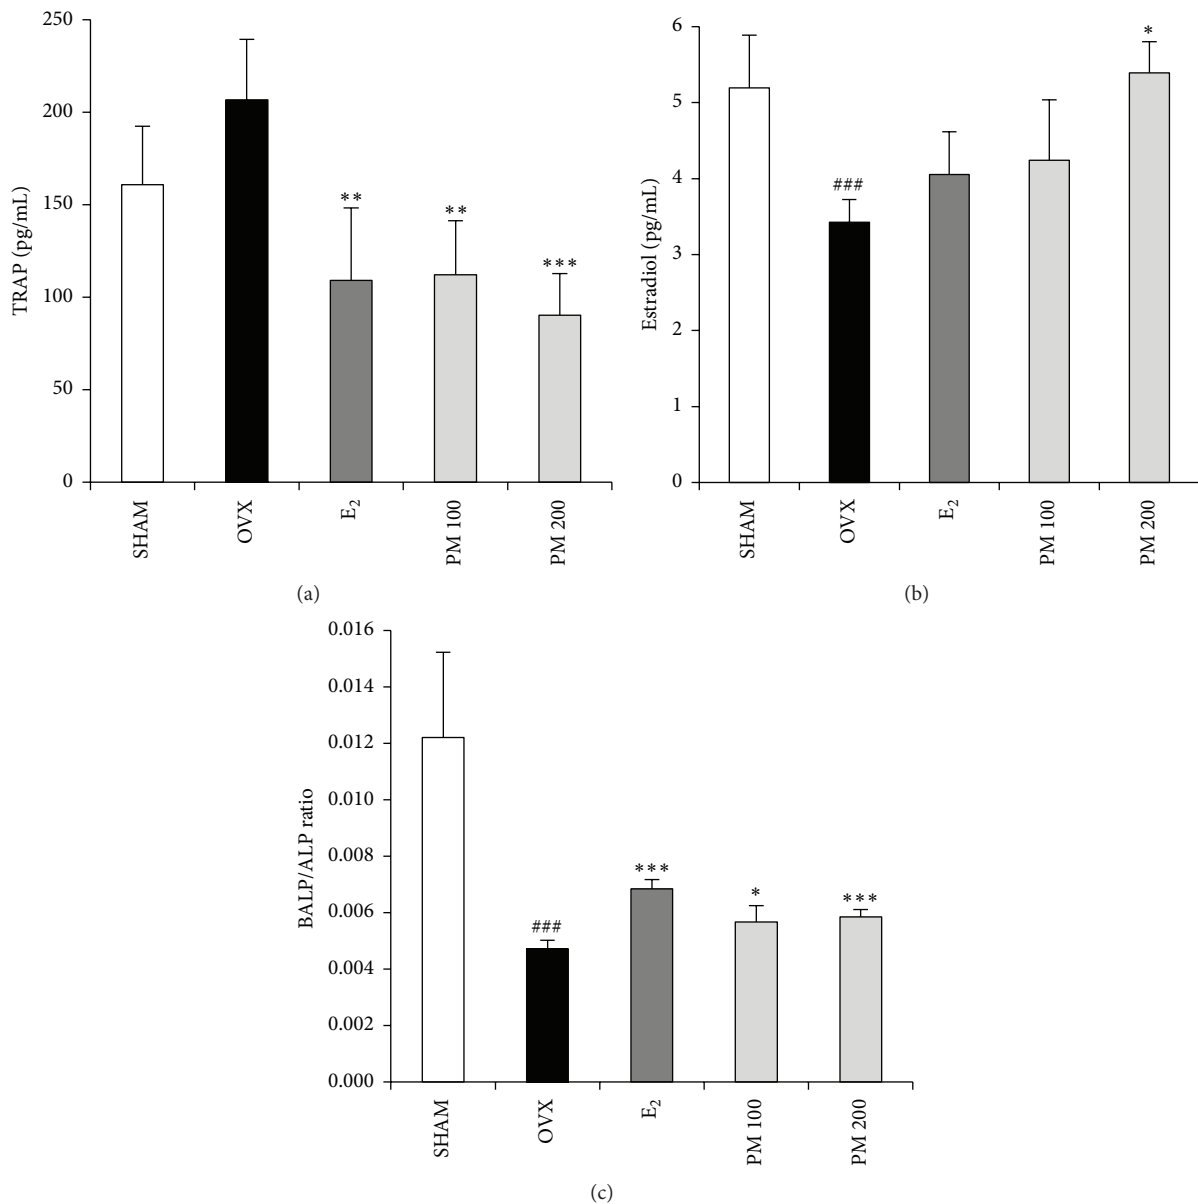 250
200
150
100
50
0
TRAP (pg/mL)
**
**
***
SHAM
OVX
E₂
PM 100
PM 200
(a)
6
5
4
3
2
1
0
Estradiol (pg/mL)
###
*
SHAM
OVX
E₂
PM 100
PM 200
(b)
0.016
0.014
0.012
0.010
0.008
0.006
0.004
0.002
0.000
BALP/ALP ratio
###
***
*
***
SHAM
OVX
E₂
PM 100
PM 200
(c)